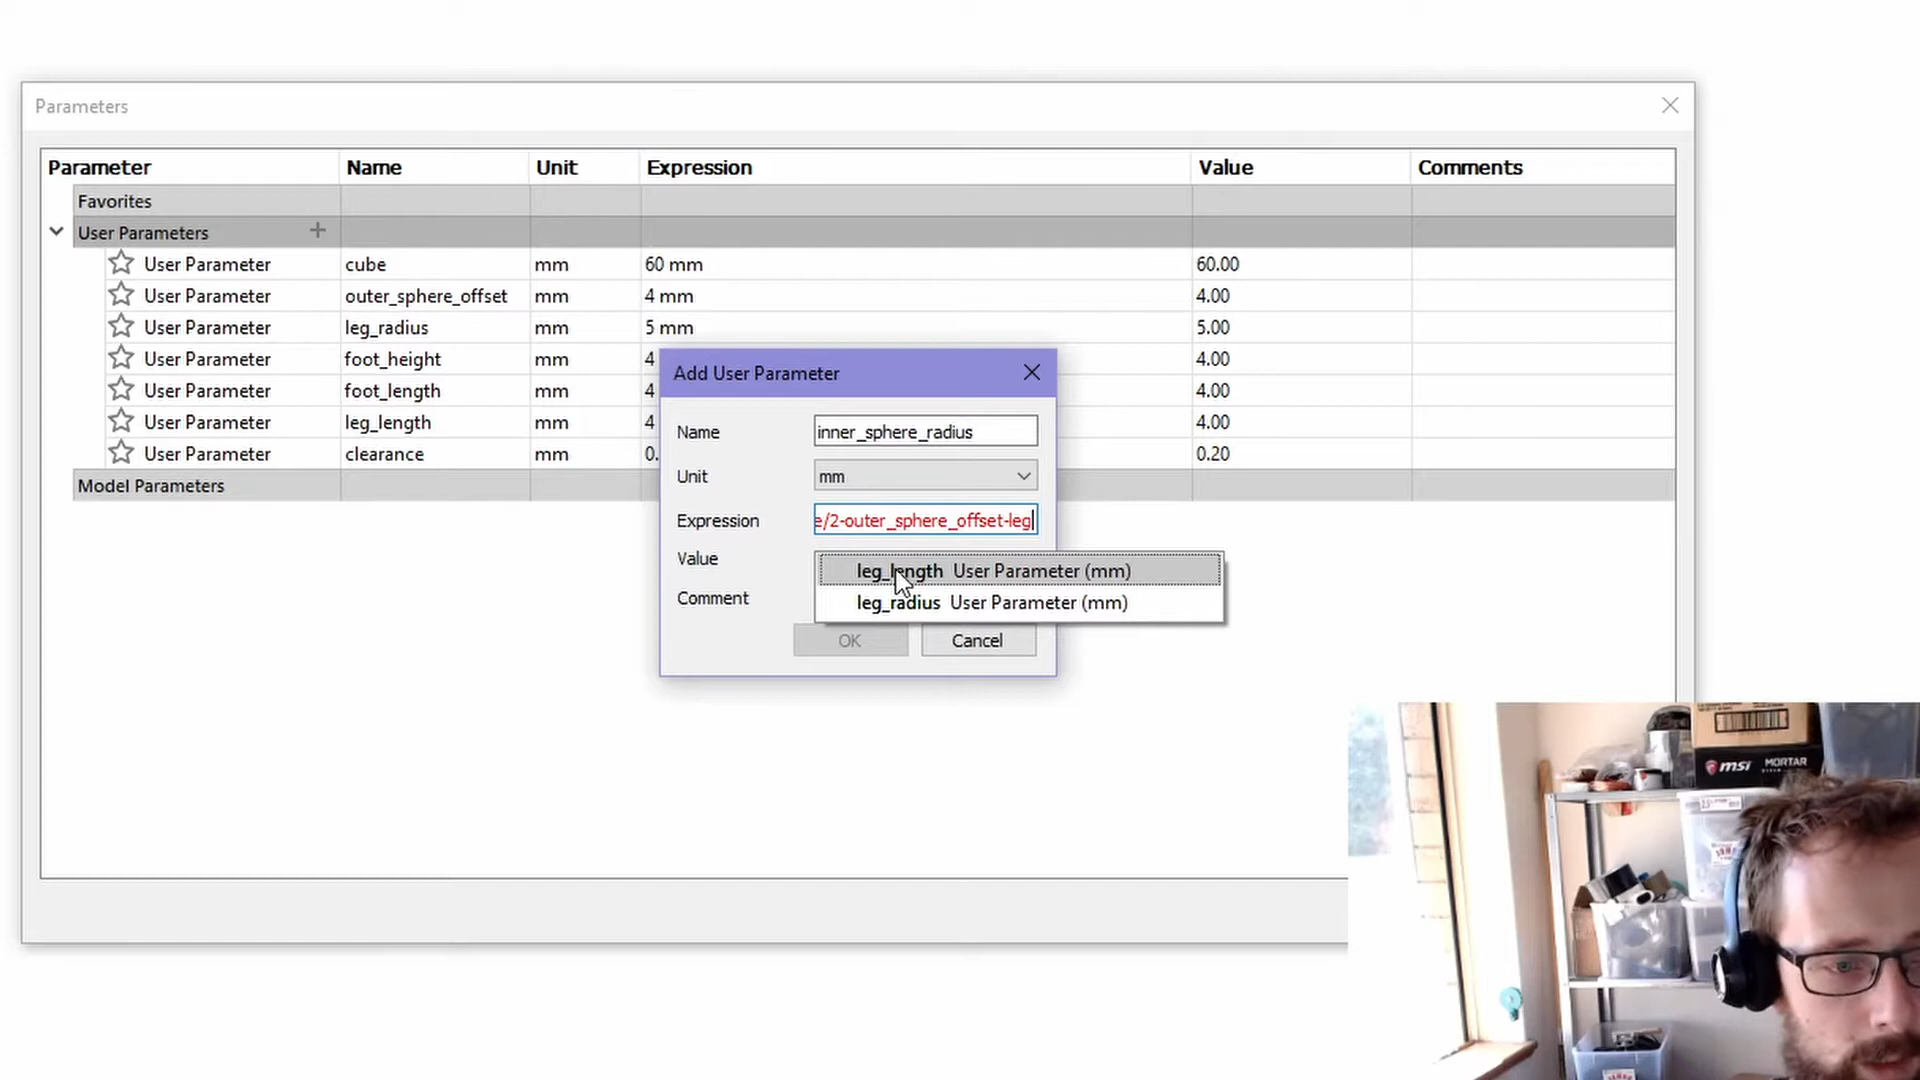 Parameters
Parameter Name Unit Expression Value Comments
Favorites
User Parameters +
User Parameter cube mm 60 mm 60.00
User Parameter outer_sphere_offset mm 4 mm 4.00
User Parameter leg_radius mm 5 mm 5.00
User Parameter foot_height mm 4 4.00
User Parameter foot_length mm 4 4.00
User Parameter leg_length mm 4 4.00
User Parameter clearance mm 0. 0.20
Model Parameters
Add User Parameter
Name inner_sphere_radius
Unit mm
Expression e/2-outer_sphere_offset-leg
Value
leg_length User Parameter (mm)
leg_radius User Parameter (mm)
Comment
OK Cancel
msi MORTAR